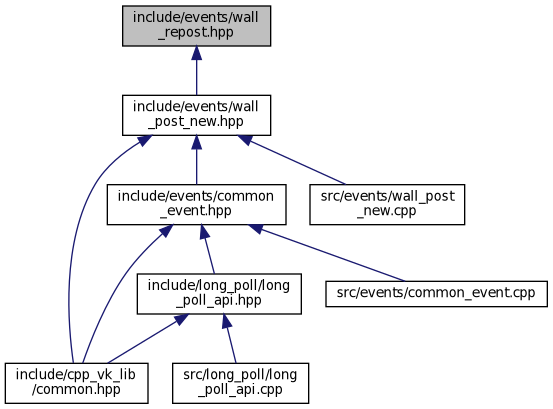 include/events/wall
_repost.hpp
include/events/wall
_post_new.hpp
include/events/common
_event.hpp
src/events/wall_post
_new.cpp
include/long_poll/long
_poll_api.hpp
src/events/common_event.cpp
include/cpp_vk_lib
/common.hpp
src/long_poll/long
_poll_api.cpp